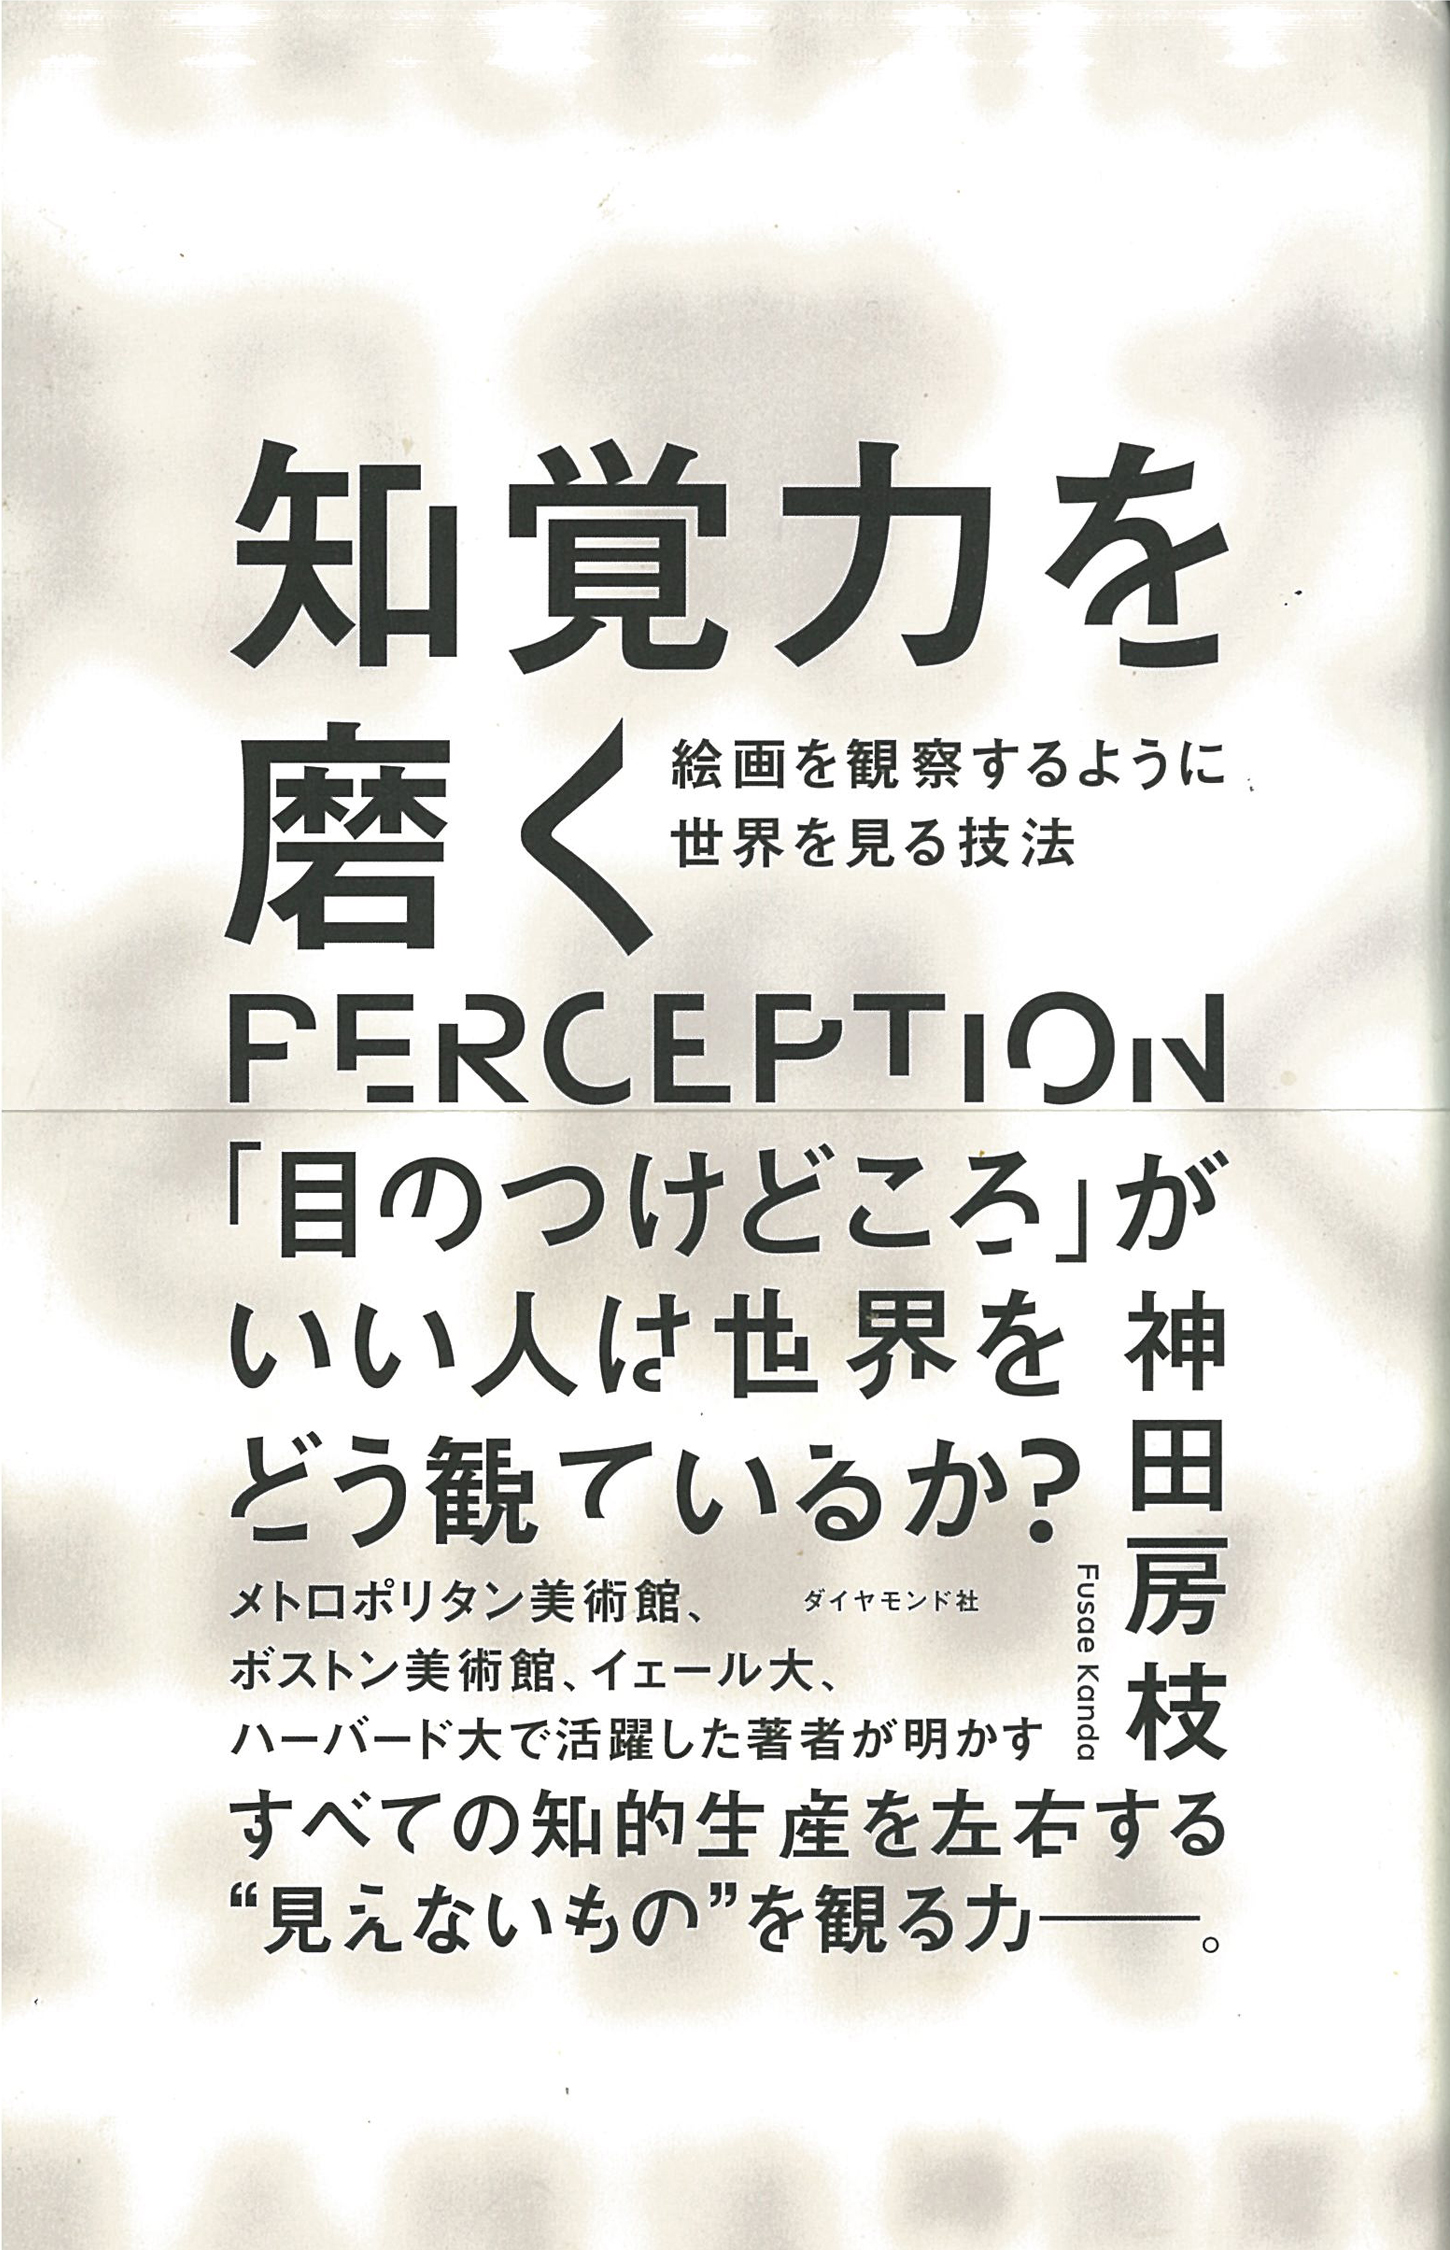 知覚力を
磨く
絵画を観察するように
世界を見る技法
PERCEPTION
「目のつけどころ」が
いい人は世界を
どう観ているか?
神田房枝
Fusae Kanda
メトロポリタン美術館、
ボストン美術館、イェール大、
ハーバード大で活躍した著者が明かす
ダイヤモンド社
すべての知的生産を左右する
“見えないもの”を観る力──。